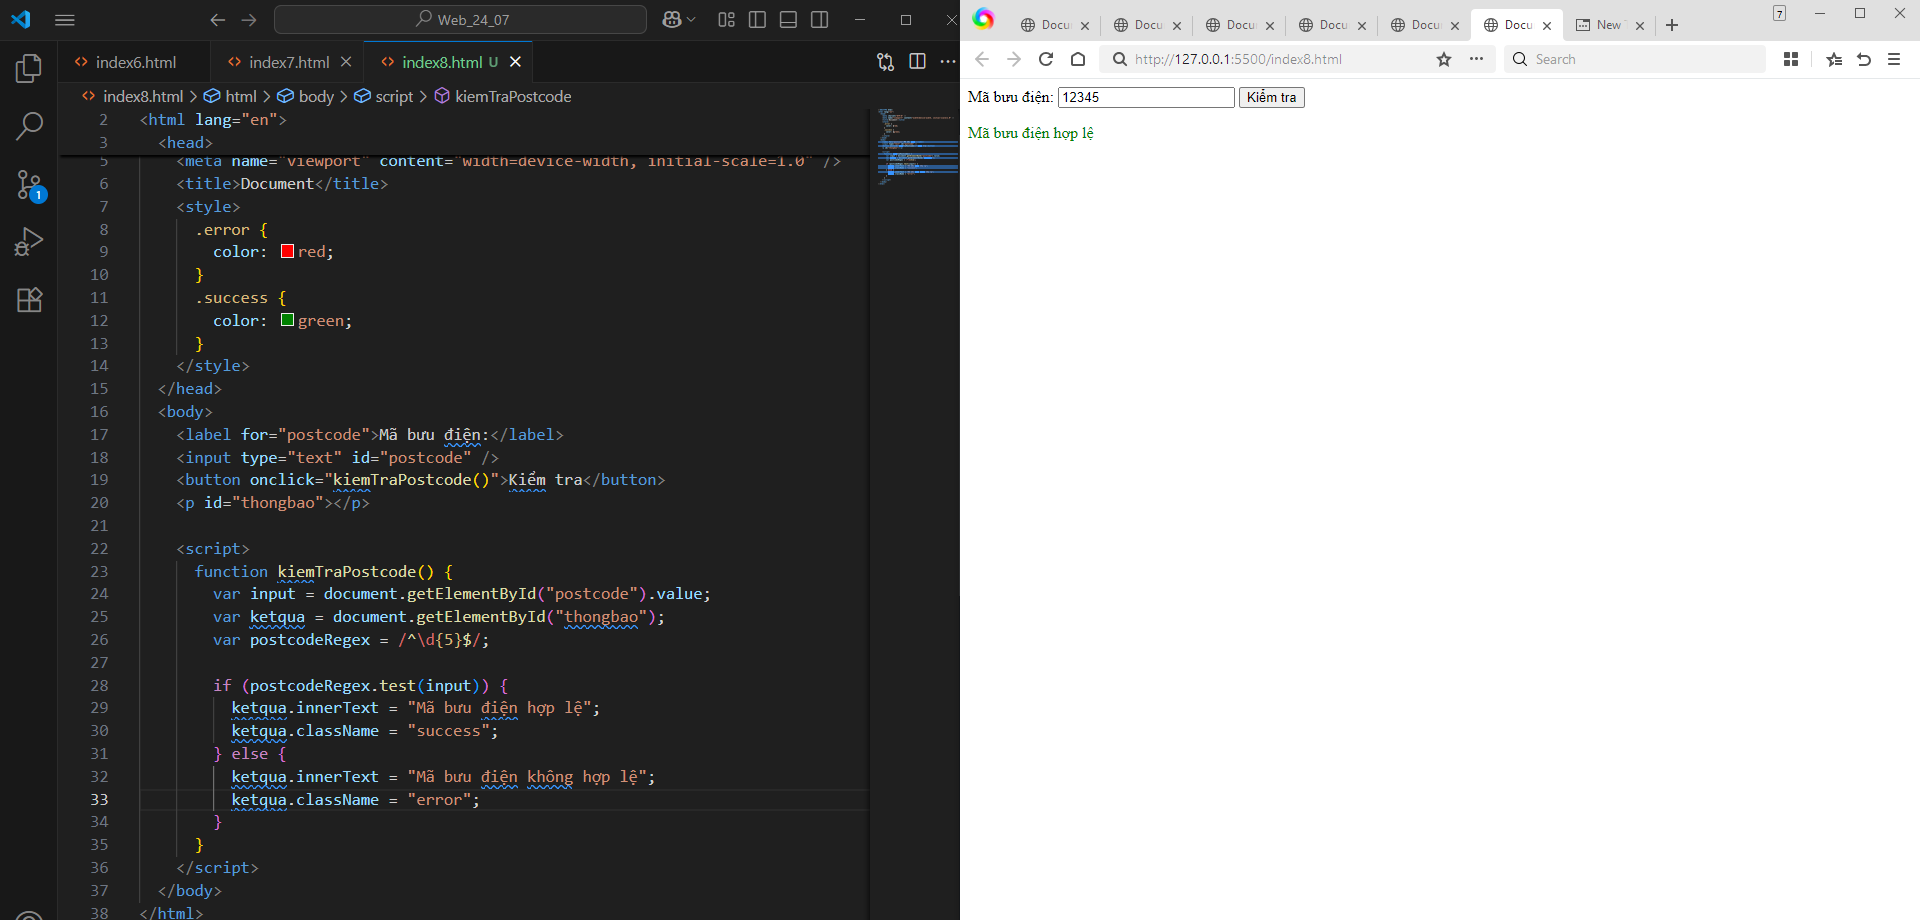 Web_24_07
index6.html
index7.html
index8.html U
index8.html > html > body > script > kiemTraPostcode
2 <html lang="en">
3 <head>
5 <meta name="viewport" content="width=device-width, initial-scale=1.0" />
6 <title>Document</title>
7 <style>
8 .error {
9 color: red;
10 }
11 .success {
12 color: green;
13 }
14 </style>
15 </head>
16 <body>
17 <label for="postcode">Mã bưu điện:</label>
18 <input type="text" id="postcode" />
19 <button onclick="kiemTraPostcode()">Kiểm tra</button>
20 <p id="thongbao"></p>
21
22 <script>
23 function kiemTraPostcode() {
24 var input = document.getElementById("postcode").value;
25 var ketqua = document.getElementById("thongbao");
26 var postcodeRegex = /^\d{5}$/;
27
28 if (postcodeRegex.test(input)) {
29 ketqua.innerText = "Mã bưu điện hợp lệ";
30 ketqua.className = "success";
31 } else {
32 ketqua.innerText = "Mã bưu điện không hợp lệ";
33 ketqua.className = "error";
34 }
35 }
36 </script>
37 </body>
38 </html>
1
Docu Docu Docu Docu Docu Docu New
7
http://127.0.0.1:5500/index8.html
Search
Mã bưu điện: 12345 Kiểm tra
Mã bưu điện hợp lệ